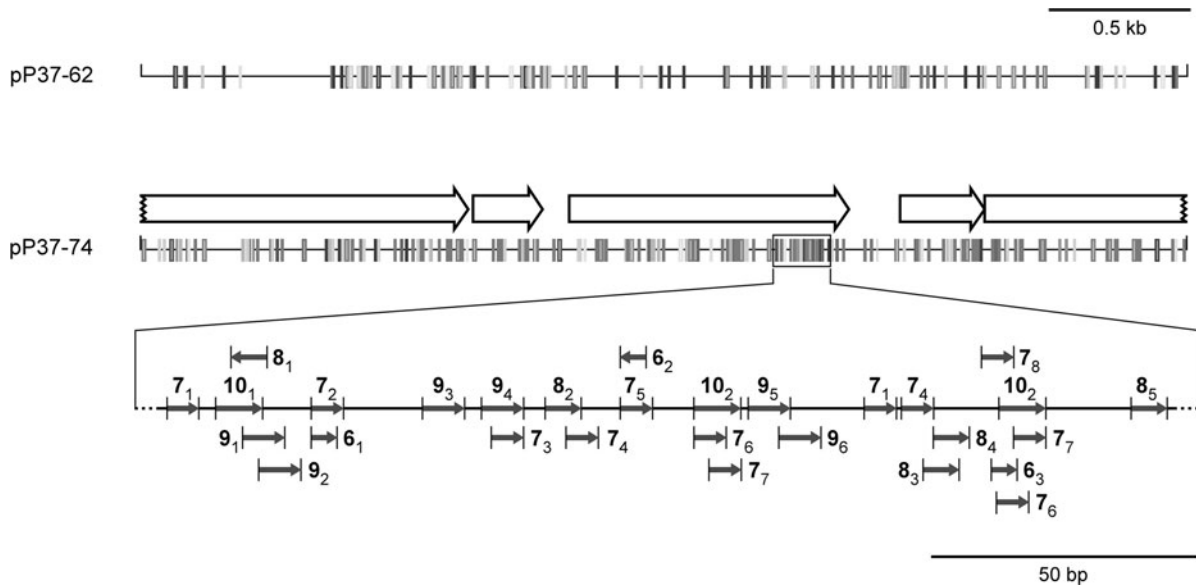 0.5 kb
pP37-62
pP37-74
8₁ 6₂ 7₈
7₁ 10₁ 7₂ 9₃ 9₄ 8₂ 7₅ 10₂ 9₅ 7₁ 7₄ 10₂ 8₅
9₁ 6₁ 7₃ 7₄ 7₆ 9₆ 8₄ 7₇
9₂ 7₇ 8₃ 6₃
7₆
50 bp